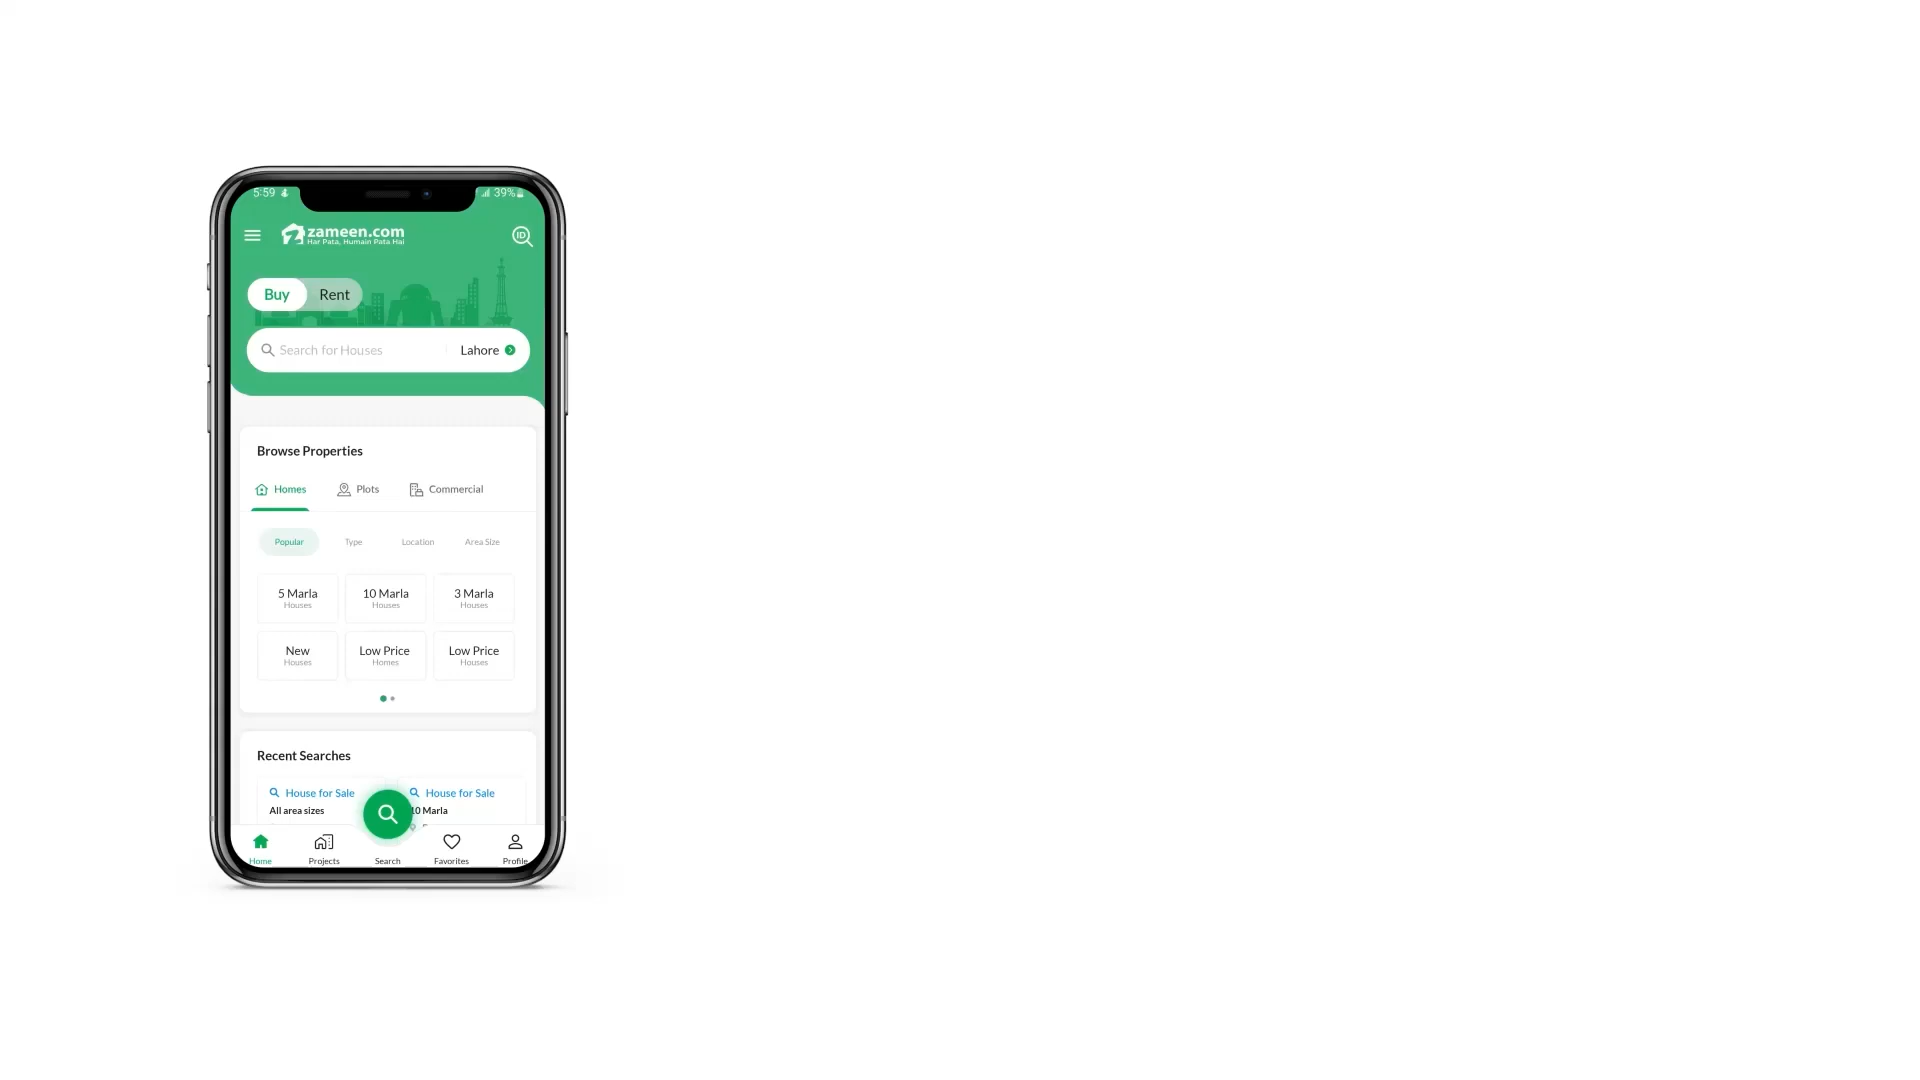 5:59
39%
zameen.com
Har Pata, Humain Pata Hai
ID
Buy Rent
Search for Houses Lahore
Browse Properties
Homes Plots Commercial
Popular Type Location Area Size
5 Marla 10 Marla 3 Marla
Houses Houses Houses
New Low Price Low Price
Houses Homes Houses
Recent Searches
House for Sale House for Sale
All area sizes 10 Marla
Home Projects Search Favorites Profile